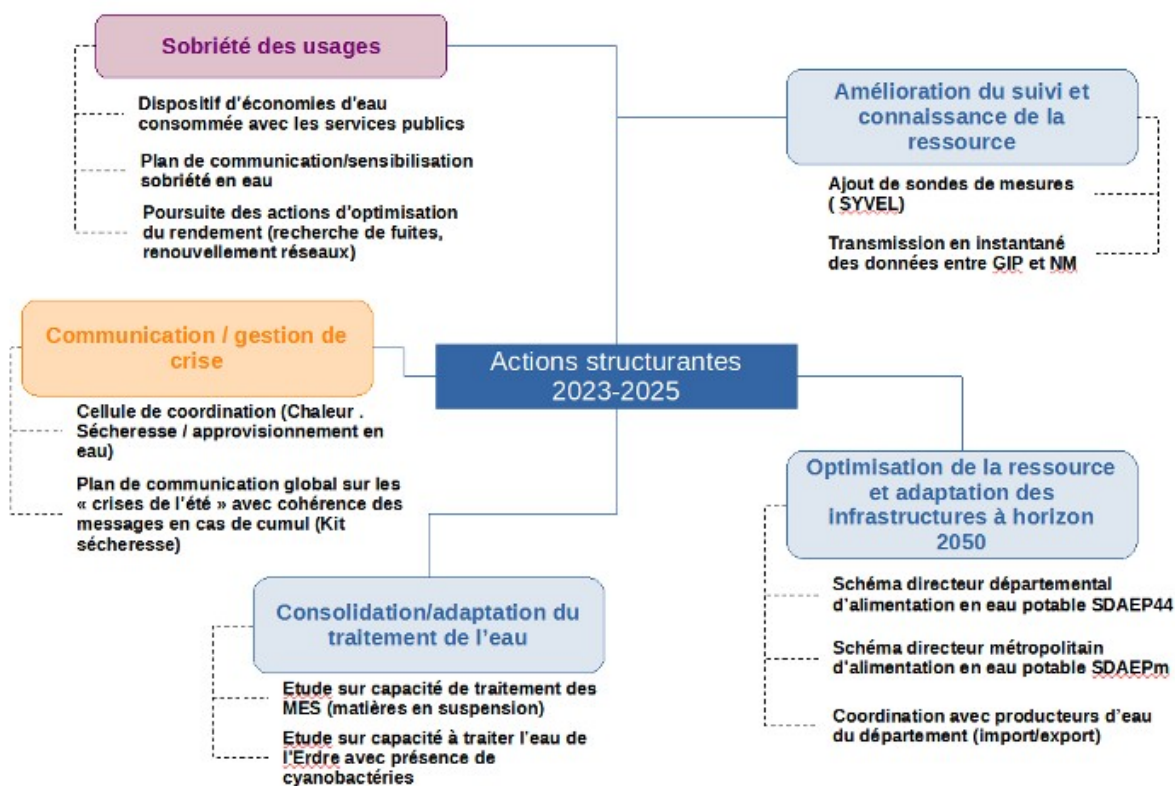 Sobriété des usages
Dispositif d'économies d'eau
consommée avec les services publics
Plan de communication/sensibilisation
sobriété en eau
Poursuite des actions d'optimisation
du rendement (recherche de fuites,
renouvellement réseaux)
Amélioration du suivi et
connaissance de la
ressource
Ajout de sondes de mesures
( SYVEL)
Transmission en instantané
des données entre GIP et NM
Communication / gestion de
crise
Cellule de coordination (Chaleur .
Sécheresse / approvisionnement en
eau)
Plan de communication global sur les
« crises de l'été » avec cohérence des
messages en cas de cumul (Kit
sécheresse)
Actions structurantes
2023-2025
Optimisation de la ressource
et adaptation des
infrastructures à horizon
2050
Schéma directeur départemental
d'alimentation en eau potable SDAEP44
Schéma directeur métropolitain
d'alimentation en eau potable SDAEPm
Coordination avec producteurs d'eau
du département (import/export)
Consolidation/adaptation du
traitement de l'eau
Etude sur capacité de traitement des
MES (matières en suspension)
Etude sur capacité à traiter l'eau de
l'Erdre avec présence de
cyanobactéries